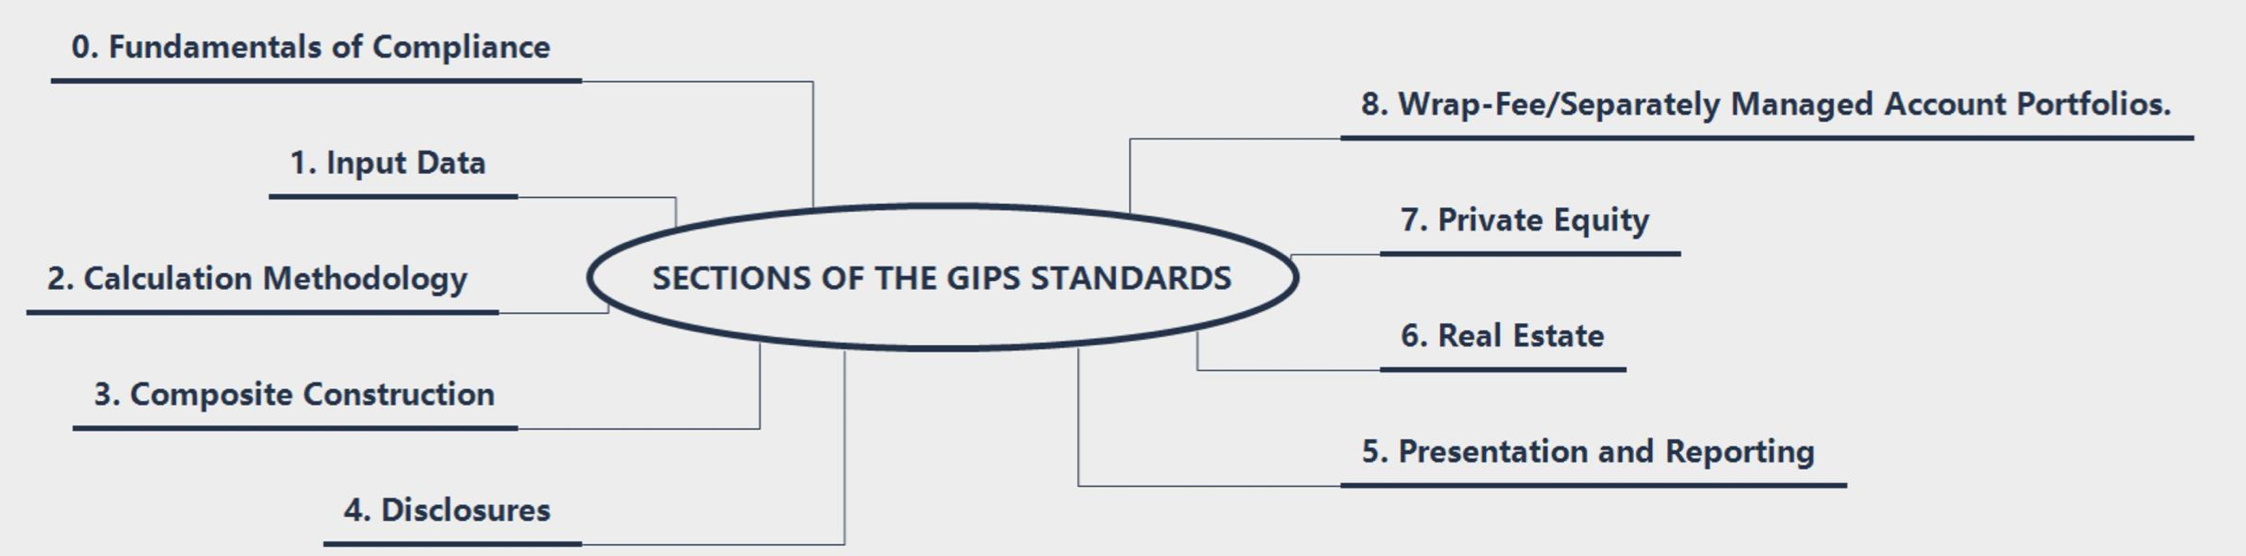 SECTIONS OF THE GIPS STANDARDS
0. Fundamentals of Compliance
1. Input Data
2. Calculation Methodology
3. Composite Construction
4. Disclosures
5. Presentation and Reporting
6. Real Estate
7. Private Equity
8. Wrap-Fee/Separately Managed Account Portfolios.